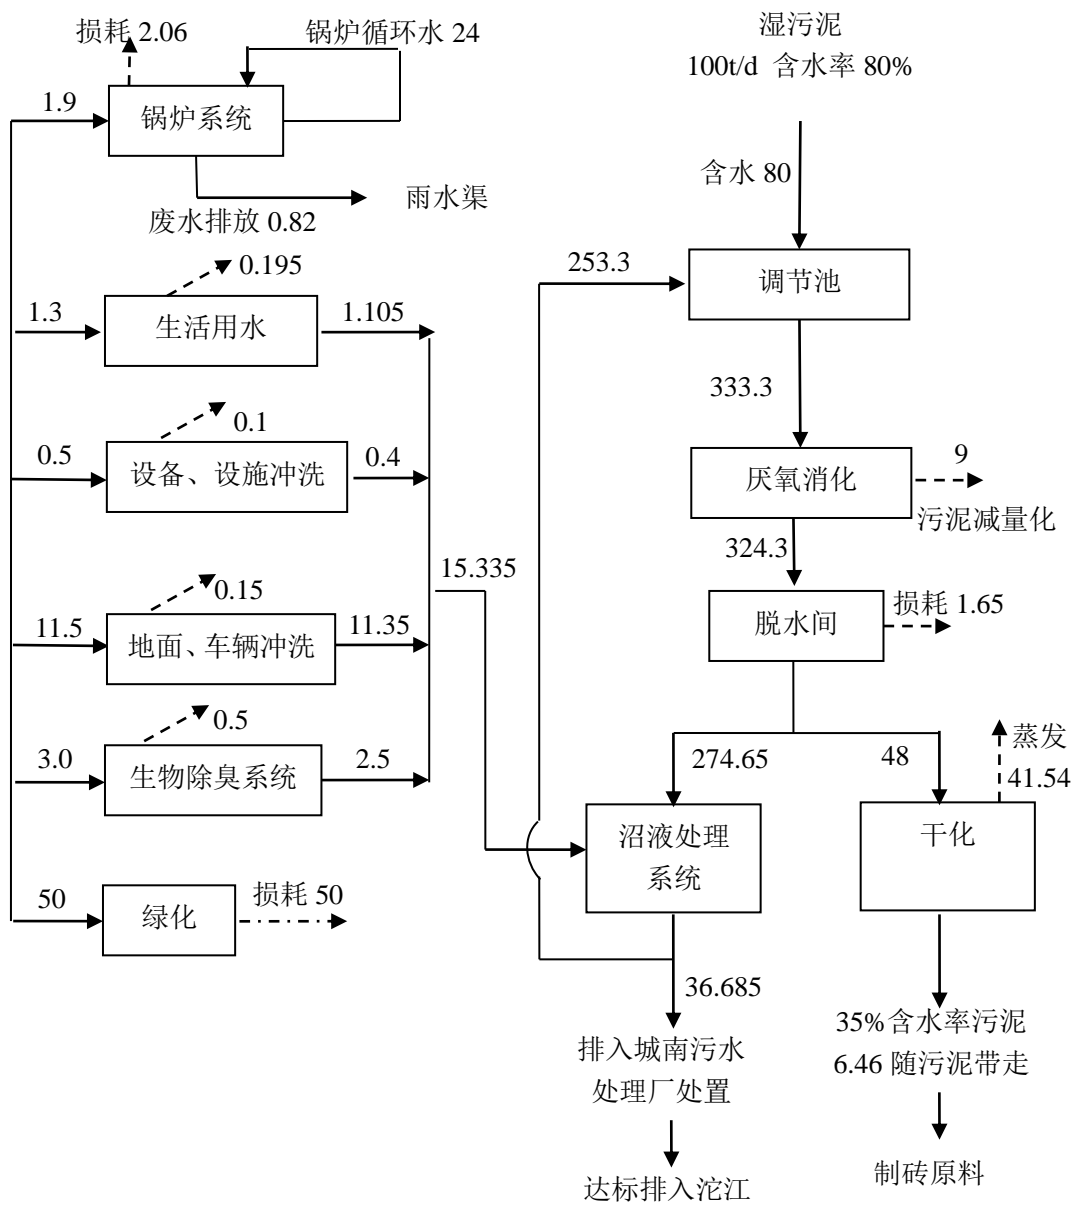 损耗 2.06
锅炉循环水 24
1.9
锅炉系统
雨水渠
废水排放 0.82
0.195
1.3
生活用水
1.105
0.1
0.5
设备、设施冲洗
0.4
0.15
11.5
地面、车辆冲洗
11.35
15.335
0.5
3.0
生物除臭系统
2.5
50
绿化
损耗 50
湿污泥
100t/d 含水率 80%
含水 80
253.3
调节池
333.3
厌氧消化
9
污泥减量化
324.3
脱水间
损耗 1.65
274.65
48
蒸发
41.54
沼液处理
系统
干化
36.685
排入城南污水
处理厂处置
达标排入沱江
35%含水率污泥
6.46 随污泥带走
制砖原料